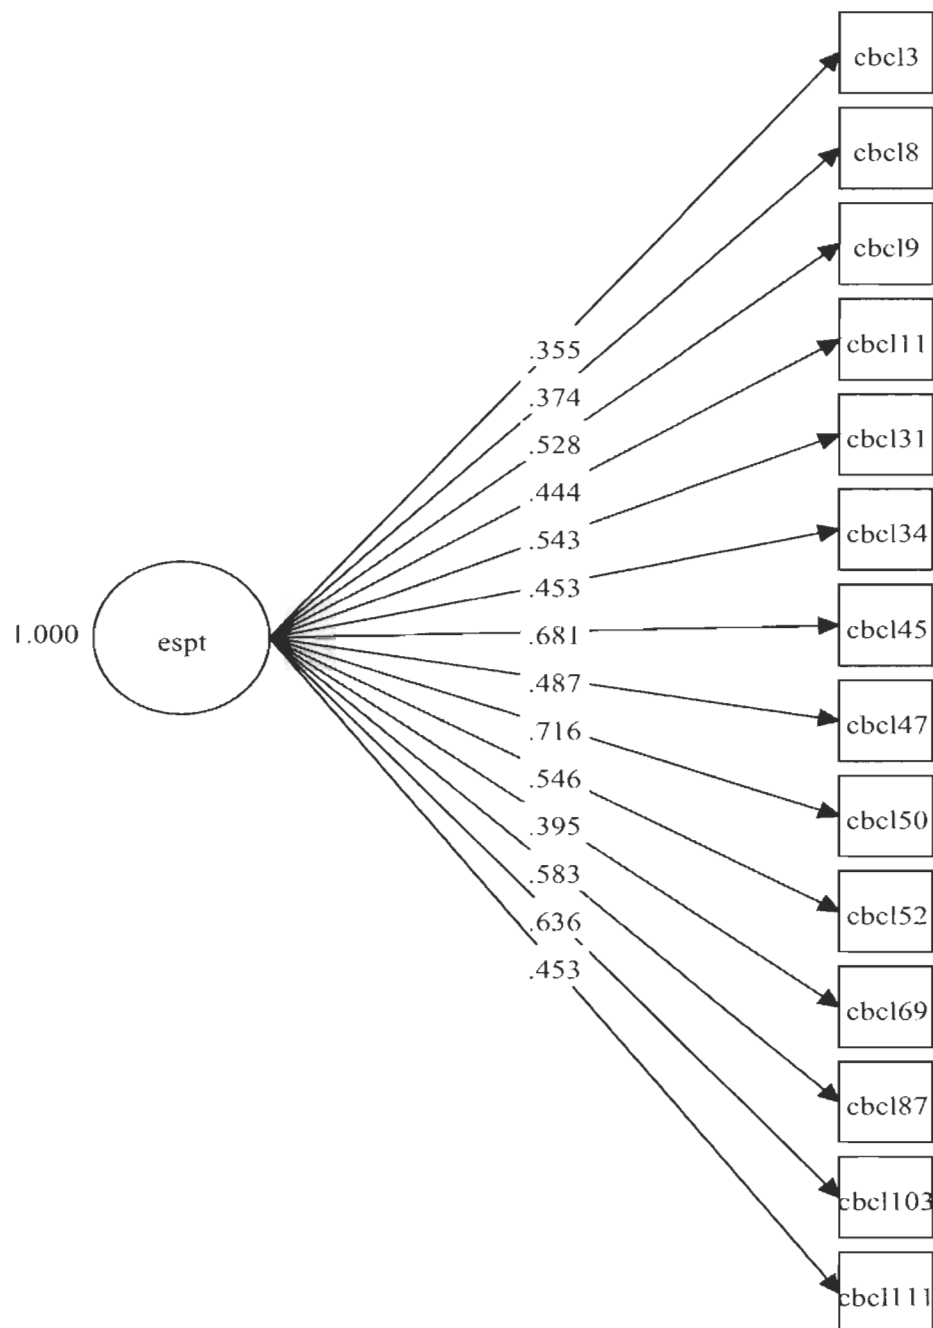 cbcl3
cbcl8
cbcl9
cbcl11
cbcl31
cbcl34
cbcl45
cbcl47
cbcl50
cbcl52
cbcl69
cbcl87
cbcl103
cbcl111
.355
.374
.528
.444
.543
.453
.681
.487
.716
.546
.395
.583
.636
.453
1.000
espt